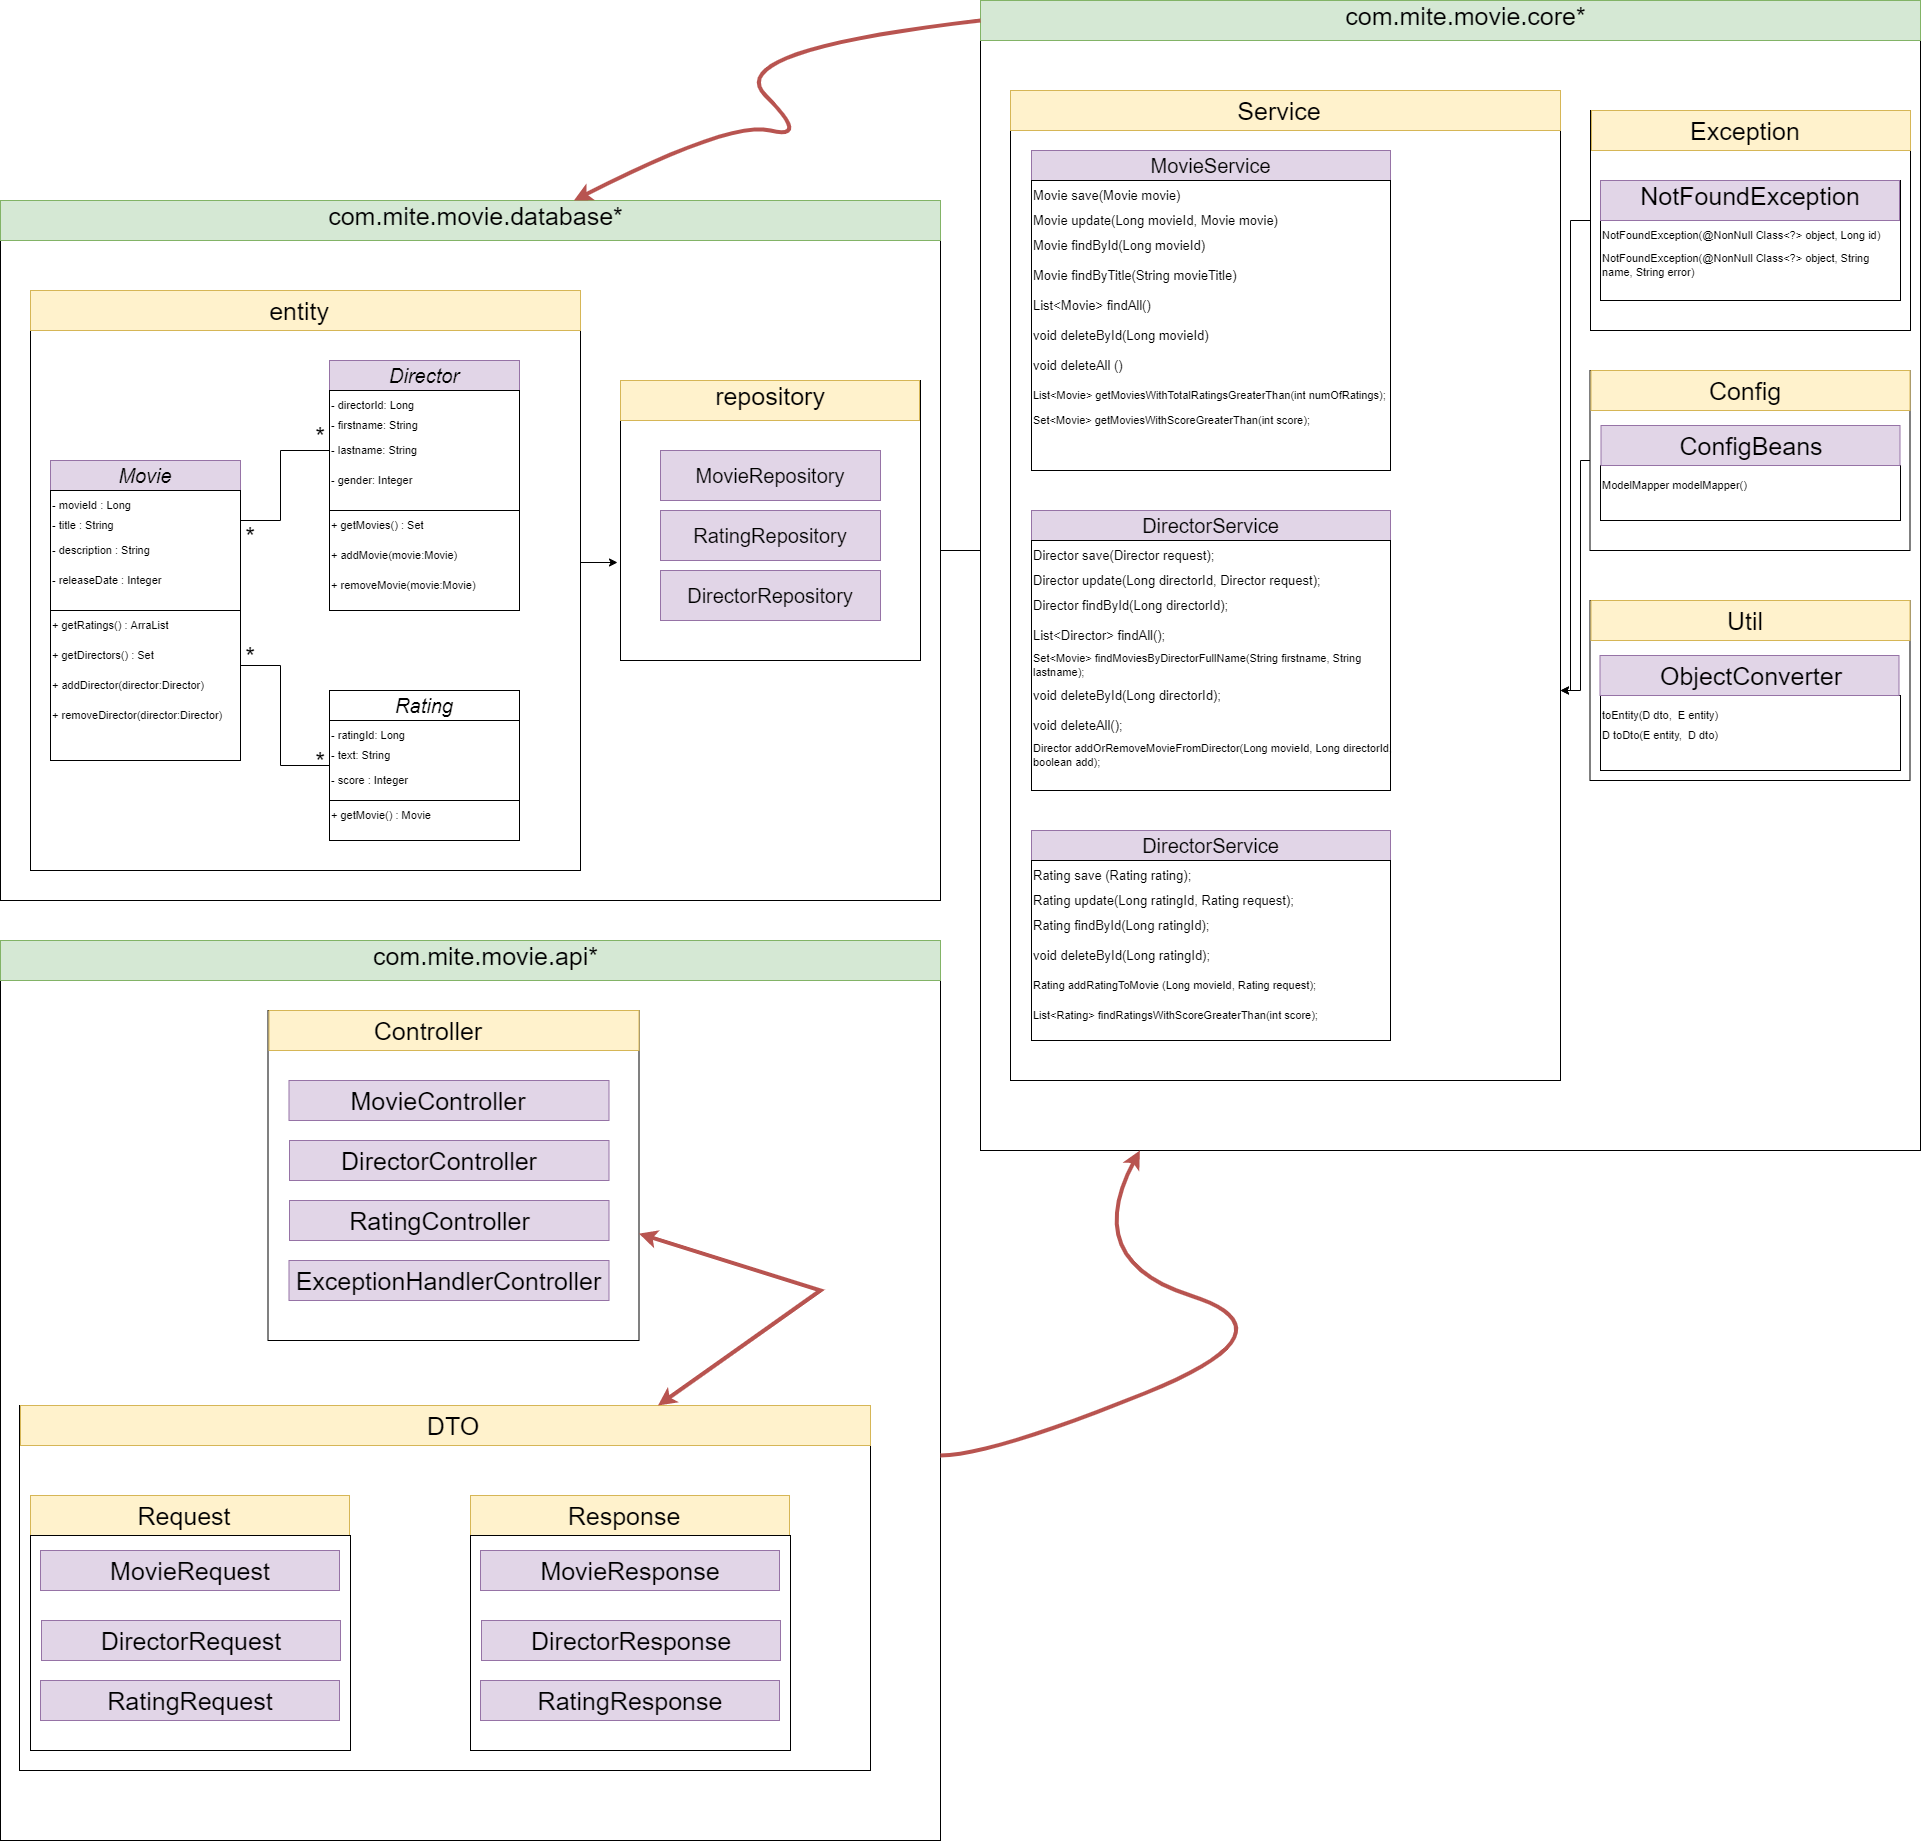 com.mite.movie.core*
Service
MovieService
Movie save(Movie movie)
Movie update(Long movieId, Movie movie)
Movie findById(Long movieId)
Movie findByTitle(String movieTitle)
List<Movie> findAll()
void deleteById(Long movieId)
void deleteAll ()
List<Movie> getMoviesWithTotalRatingsGreaterThan(int numOfRatings);
Set<Movie> getMoviesWithScoreGreaterThan(int score);
DirectorService
Director save(Director request);
Director update(Long directorId, Director request);
Director findById(Long directorId);
List<Director> findAll();
Set<Movie> findMoviesByDirectorFullName(String firstname, String
lastname);
void deleteById(Long directorId);
void deleteAll();
Director addOrRemoveMovieFromDirector(Long movieId, Long directorId
boolean add);
DirectorService
Rating save (Rating rating);
Rating update(Long ratingId, Rating request);
Rating findById(Long ratingId);
void deleteById(Long ratingId);
Rating addRatingToMovie (Long movieId, Rating request);
List<Rating> findRatingsWithScoreGreaterThan(int score);
Exception
NotFoundException
NotFoundException(@NonNull Class<?> object, Long id)
NotFoundException(@NonNull Class<?> object, String
name, String error)
Config
ConfigBeans
ModelMapper modelMapper()
Util
ObjectConverter
toEntity(D dto,  E entity)
D toDto(E entity,  D dto)
com.mite.movie.database*
entity
Director
- directorId: Long
- firstname: String
- lastname: String
- gender: Integer
+ getMovies() : Set
+ addMovie(movie:Movie)
+ removeMovie(movie:Movie)
*
*
Movie
- movieId : Long
- title : String
- description : String
- releaseDate : Integer
+ getRatings() : ArraList
+ getDirectors() : Set
+ addDirector(director:Director)
+ removeDirector(director:Director)
*
*
Rating
- ratingId: Long
- text: String
- score : Integer
+ getMovie() : Movie
repository
MovieRepository
RatingRepository
DirectorRepository
com.mite.movie.api*
Controller
MovieController
DirectorController
RatingController
ExceptionHandlerController
DTO
Request
MovieRequest
DirectorRequest
RatingRequest
Response
MovieResponse
DirectorResponse
RatingResponse